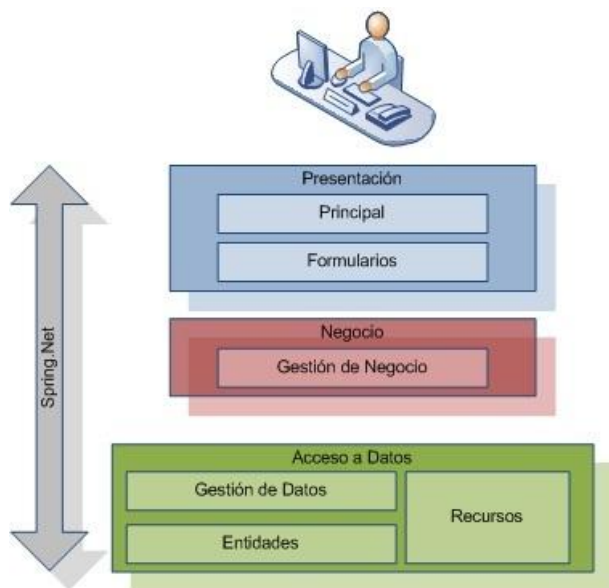 Presentación
Principal
Formularios
Spring.Net
Negocio
Gestión de Negocio
Acceso a Datos
Gestión de Datos
Recursos
Entidades